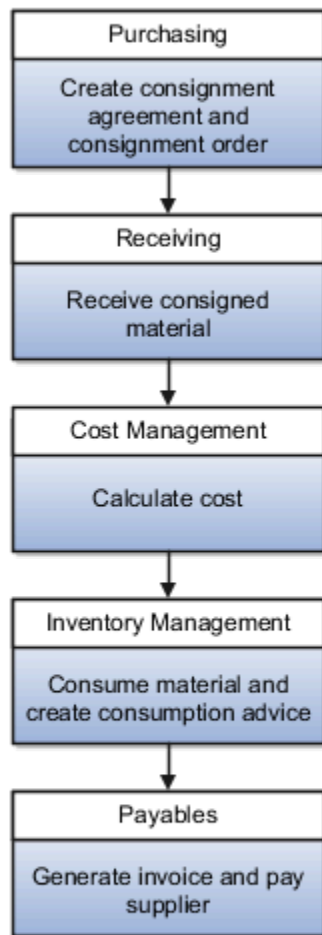 Purchasing
Create consignment
agreement and
consignment order
Receiving
Receive consigned
material
Cost Management
Calculate cost
Inventory Management
Consume material and
create consumption advice
Payables
Generate invoice and pay
supplier